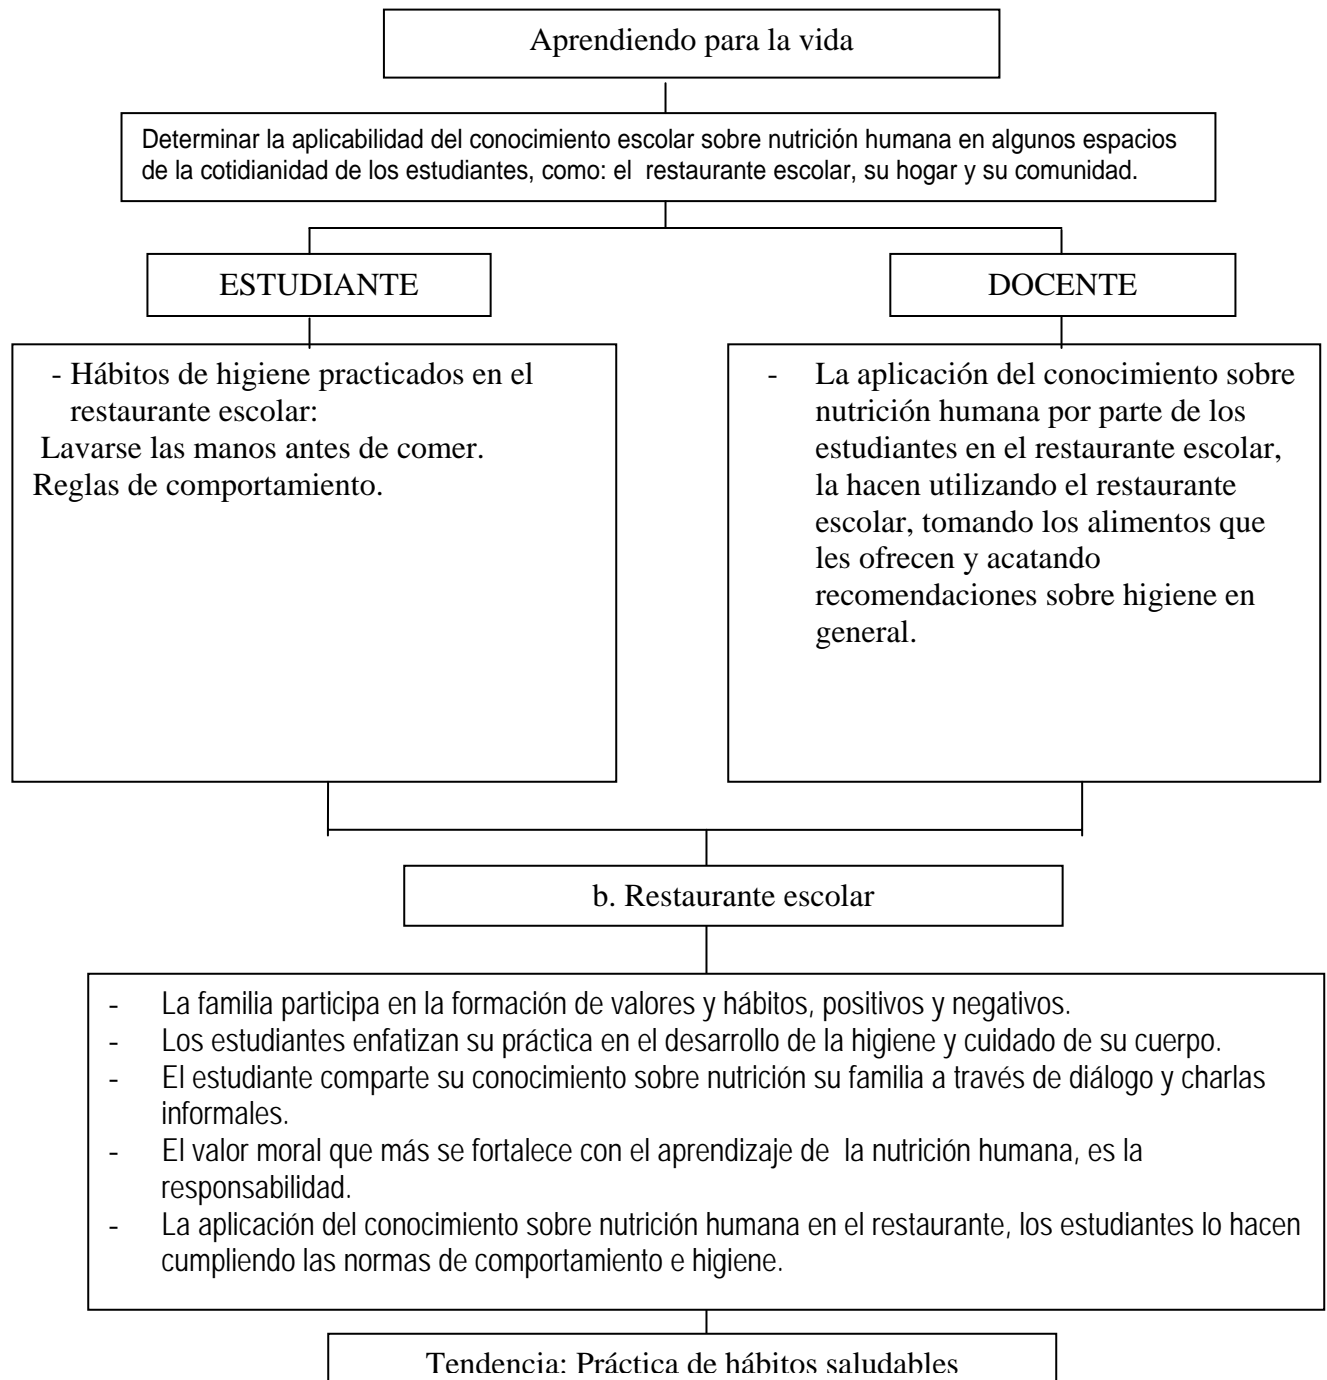 Aprendiendo para la vida
Determinar la aplicabilidad del conocimiento escolar sobre nutrición humana en algunos espacios
de la cotidianidad de los estudiantes, como: el restaurante escolar, su hogar y su comunidad.
ESTUDIANTE
DOCENTE
- Hábitos de higiene practicados en el
restaurante escolar:
Lavarse las manos antes de comer.
Reglas de comportamiento.
- La aplicación del conocimiento sobre
nutrición humana por parte de los
estudiantes en el restaurante escolar,
la hacen utilizando el restaurante
escolar, tomando los alimentos que
les ofrecen y acatando
recomendaciones sobre higiene en
general.
b. Restaurante escolar
- La familia participa en la formación de valores y hábitos, positivos y negativos.
- Los estudiantes enfatizan su práctica en el desarrollo de la higiene y cuidado de su cuerpo.
- El estudiante comparte su conocimiento sobre nutrición su familia a través de diálogo y charlas
informales.
- El valor moral que más se fortalece con el aprendizaje de la nutrición humana, es la
responsabilidad.
- La aplicación del conocimiento sobre nutrición humana en el restaurante, los estudiantes lo hacen
cumpliendo las normas de comportamiento e higiene.
Tendencia: Práctica de hábitos saludables